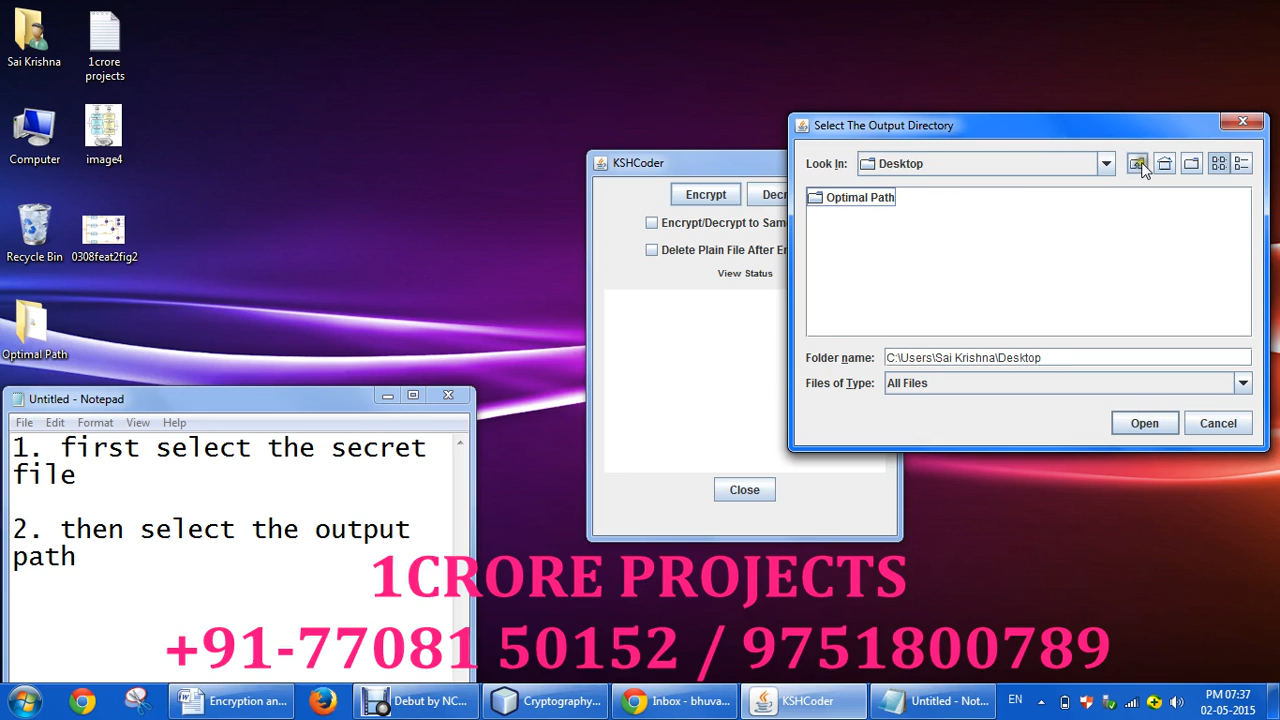 Sai Krishna
1crore
projects
Computer
image4
Recycle Bin
0308feat2fig2
Optimal Path
KSHCoder
Encrypt
Decr
Encrypt/Decrypt to Sam
Delete Plain File After En
View Status
Close
Select The Output Directory
Look In:
Desktop
Optimal Path
Folder name:
C:\Users\Sai Krishna\Desktop
Files of Type:
All Files
Open
Cancel
Untitled - Notepad
File Edit Format View Help
1. first select the secret
file
2. then select the output
path
1CRORE PROJECTS
+91-77081 50152 / 9751800789
Encryption an...
Debut by NC...
Cryptography...
Inbox - bhuva...
KSHCoder
Untitled - Not...
EN
PM 07:37
02-05-2015